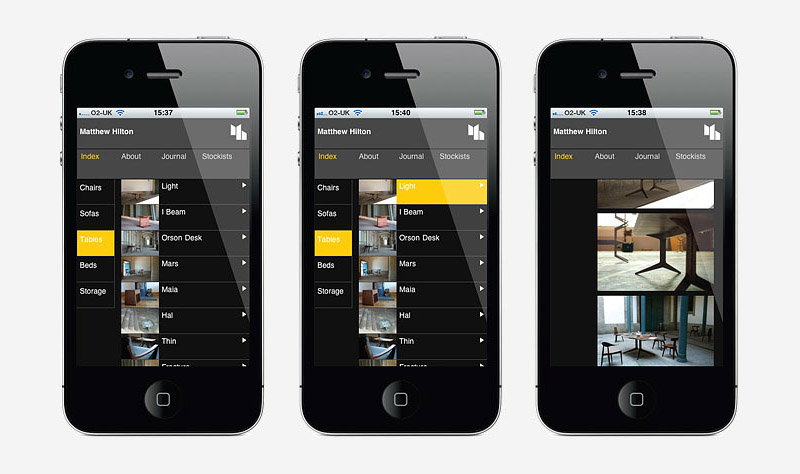 O2-UK 15:37
Matthew Hilton
Index About Journal Stockists
Chairs
Sofas
Tables
Beds
Storage
Light
I Beam
Orson Desk
Mars
Maia
Hal
Thin
Fracture
O2-UK 15:40
Matthew Hilton
Index About Journal Stockists
Chairs
Sofas
Tables
Beds
Storage
Light
I Beam
Orson Desk
Mars
Maia
Hal
Thin
Fracture
O2-UK 15:38
Matthew Hilton
Index About Journal Stockists